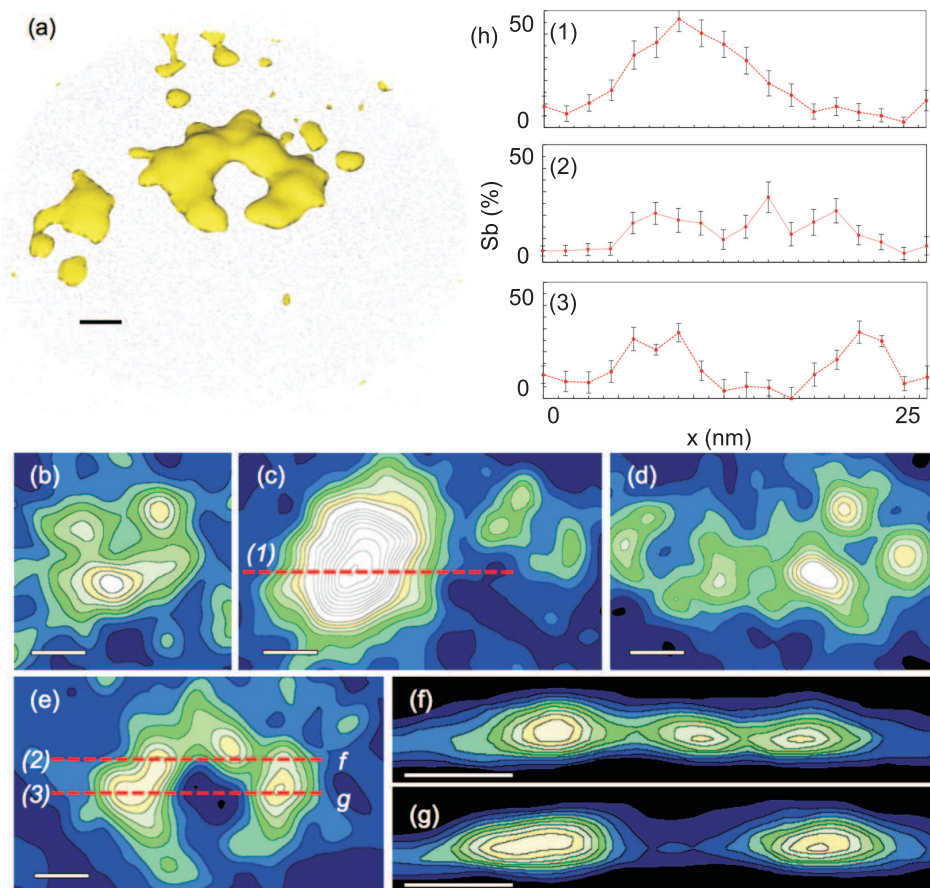 (a)
(h)
(1)
50
0
(2)
50
0
Sb (%)
(3)
50
0
0 25
x (nm)
(b)
(c)
(1)
(d)
(e)
(2) f
(3) g
(f)
(g)